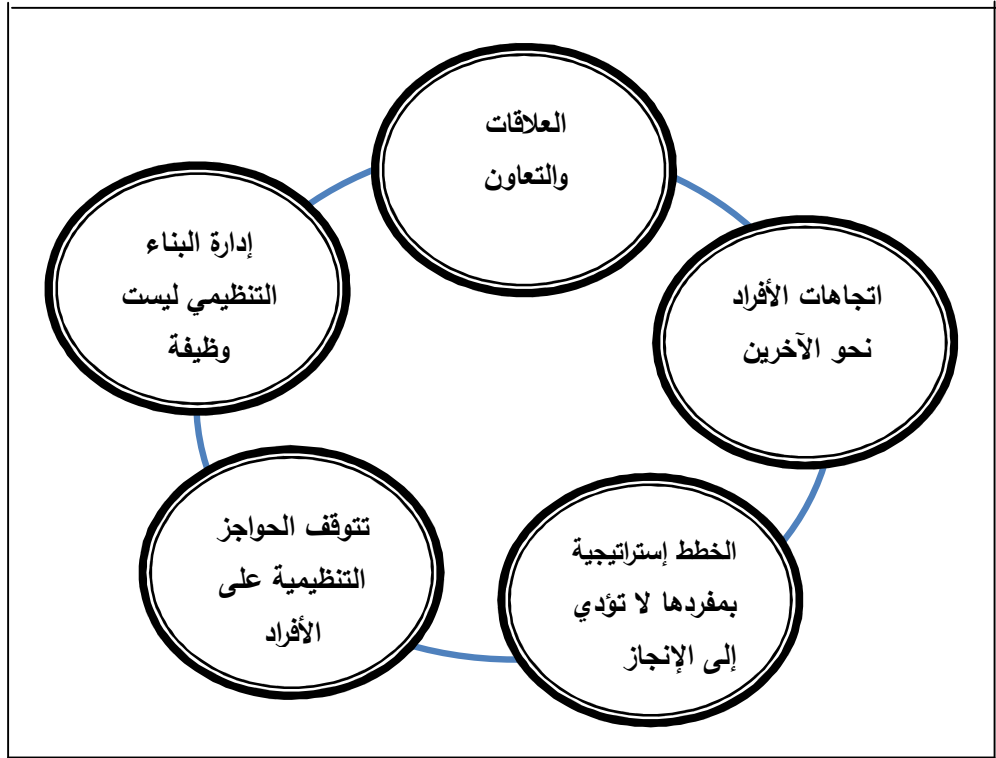 العلاقات
والتعاون
اتجاهات الأفراد
نحو الآخرين
الخطط إستراتيجية
بمفردها لا تؤدي
إلى الإنجاز
تتوقف الحواجز
التنظيمية على
الأفراد
إدارة البناء
التنظيمي ليست
وظيفة